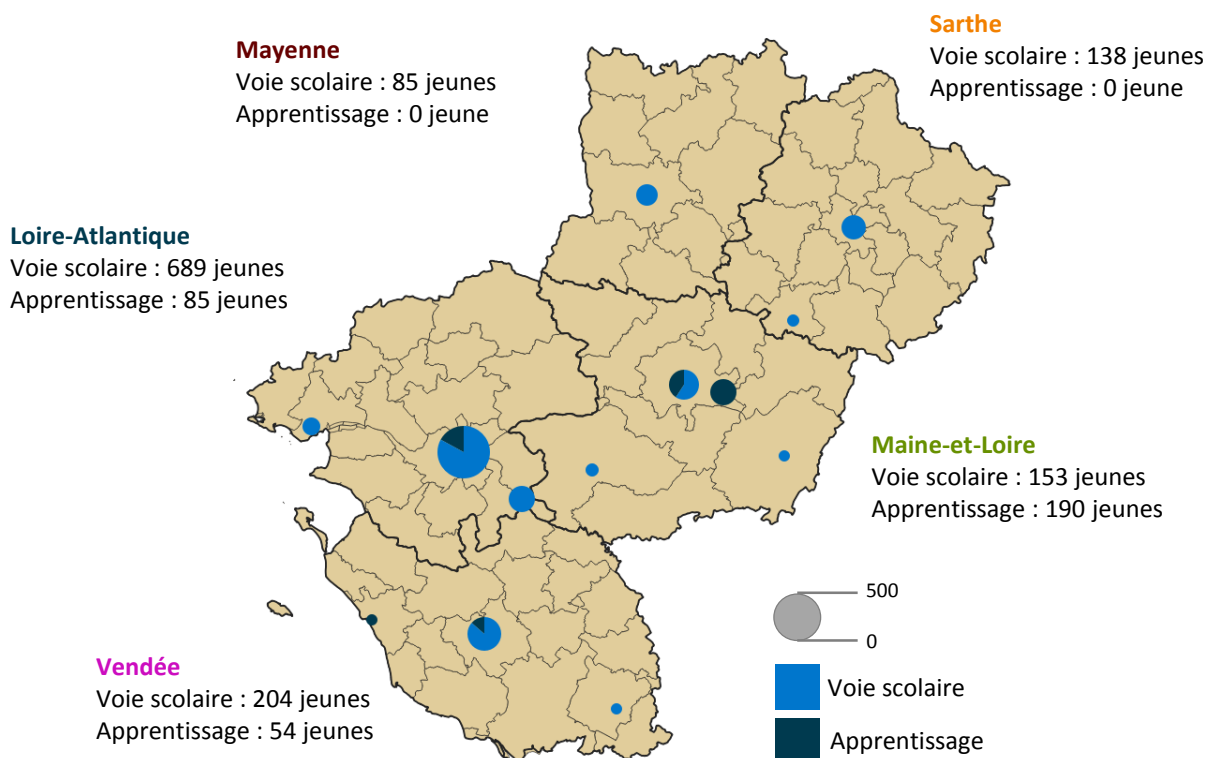 Sarthe
Voie scolaire : 138 jeunes
Apprentissage : 0 jeune
Mayenne
Voie scolaire : 85 jeunes
Apprentissage : 0 jeune
Loire-Atlantique
Voie scolaire : 689 jeunes
Apprentissage : 85 jeunes
Maine-et-Loire
Voie scolaire : 153 jeunes
Apprentissage : 190 jeunes
Vendée
Voie scolaire : 204 jeunes
Apprentissage : 54 jeunes
500
0
Voie scolaire
Apprentissage